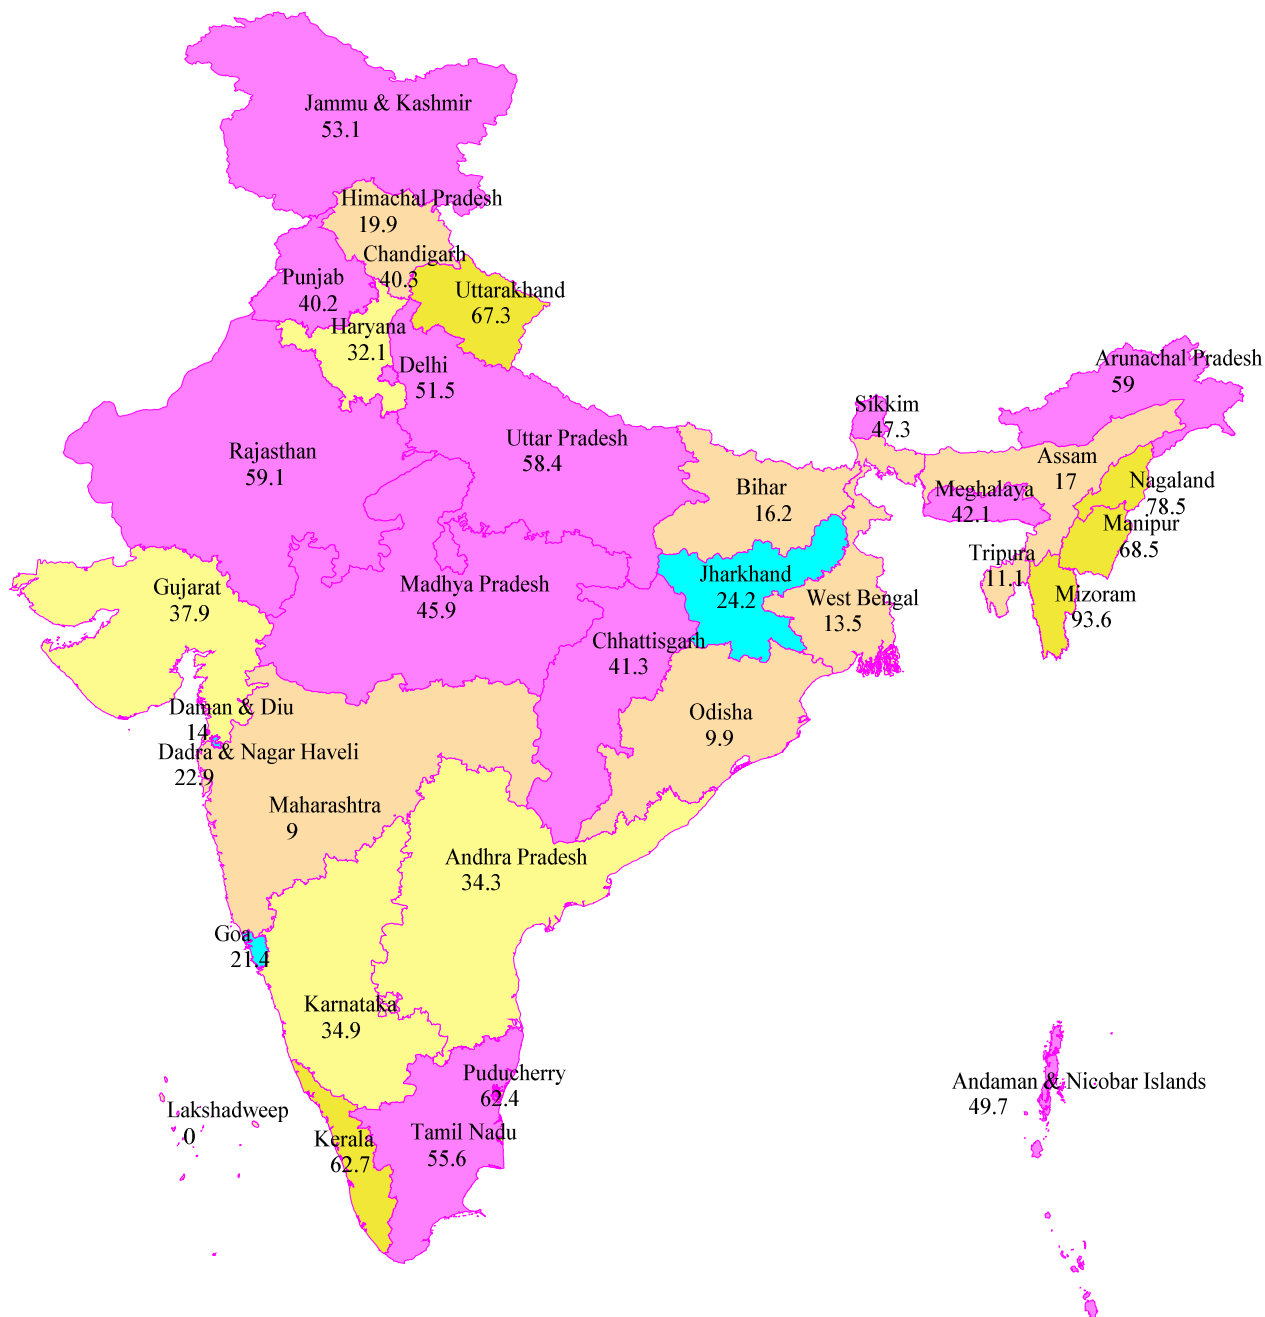 Jammu & Kashmir
53.1
Himachal Pradesh
19.9
Chandigarh
40.3
Punjab
40.2
Uttarakhand
67.3
Haryana
32.1
Delhi
51.5
Arunachal Pradesh
59
Sikkim
47.3
Uttar Pradesh
58.4
Rajasthan
59.1
Assam
17
Bihar
16.2
Meghalaya
42.1
Nagaland
78.5
Manipur
68.5
Tripura
11.1
Mizoram
93.6
Gujarat
37.9
Madhya Pradesh
45.9
Jharkhand
24.2
West Bengal
13.5
Chhattisgarh
41.3
Daman & Diu
14
Odisha
9.9
Dadra & Nagar Haveli
22.9
Maharashtra
9
Andhra Pradesh
34.3
Goa
21.4
Karnataka
34.9
Puducherry
62.4
Andaman & Nicobar Islands
49.7
Lakshadweep
0
Kerala
62.7
Tamil Nadu
55.6